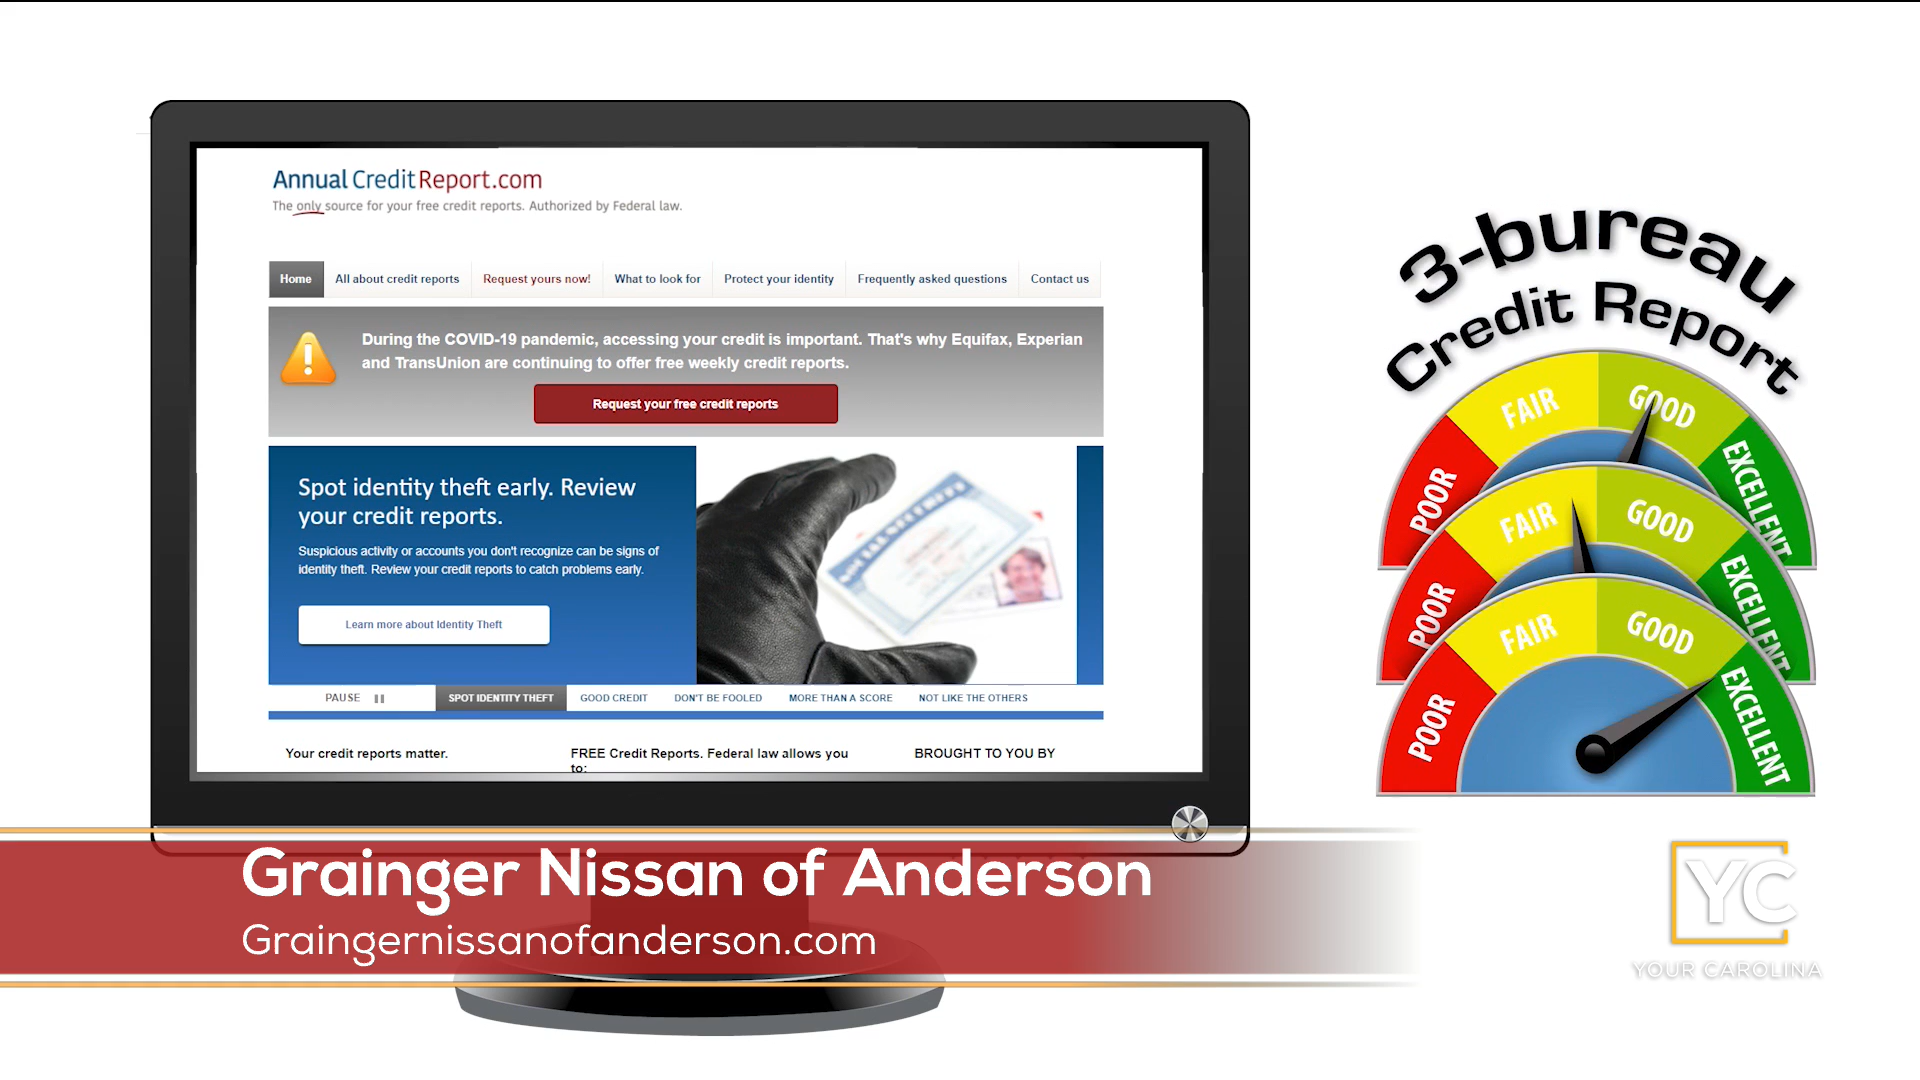 AnnualCreditReport.com
The only source for your free credit reports. Authorized by Federal law.
Home
All about credit reports
Request yours now!
What to look for
Protect your identity
Frequently asked questions
Contact us
During the COVID-19 pandemic, accessing your credit is important. That's why Equifax, Experian
and TransUnion are continuing to offer free weekly credit reports.
Request your free credit reports
Spot identity theft early. Review
your credit reports.
Suspicious activity or accounts you don't recognize can be signs of
identity theft. Review your credit reports to catch problems early.
Learn more about Identity Theft
SOCIAL SECURITY
PAUSE
SPOT IDENTITY THEFT
GOOD CREDIT
DON'T BE FOOLED
MORE THAN A SCORE
NOT LIKE THE OTHERS
Your credit reports matter.
FREE Credit Reports. Federal law allows you
to:
BROUGHT TO YOU BY
3-bureau
Credit Report
POOR
FAIR
GOOD
EXCELLENT
POOR
FAIR
GOOD
EXCELLENT
POOR
FAIR
GOOD
EXCELLENT
Grainger Nissan of Anderson
Graingernissanofanderson.com
YC
YOUR CAROLINA